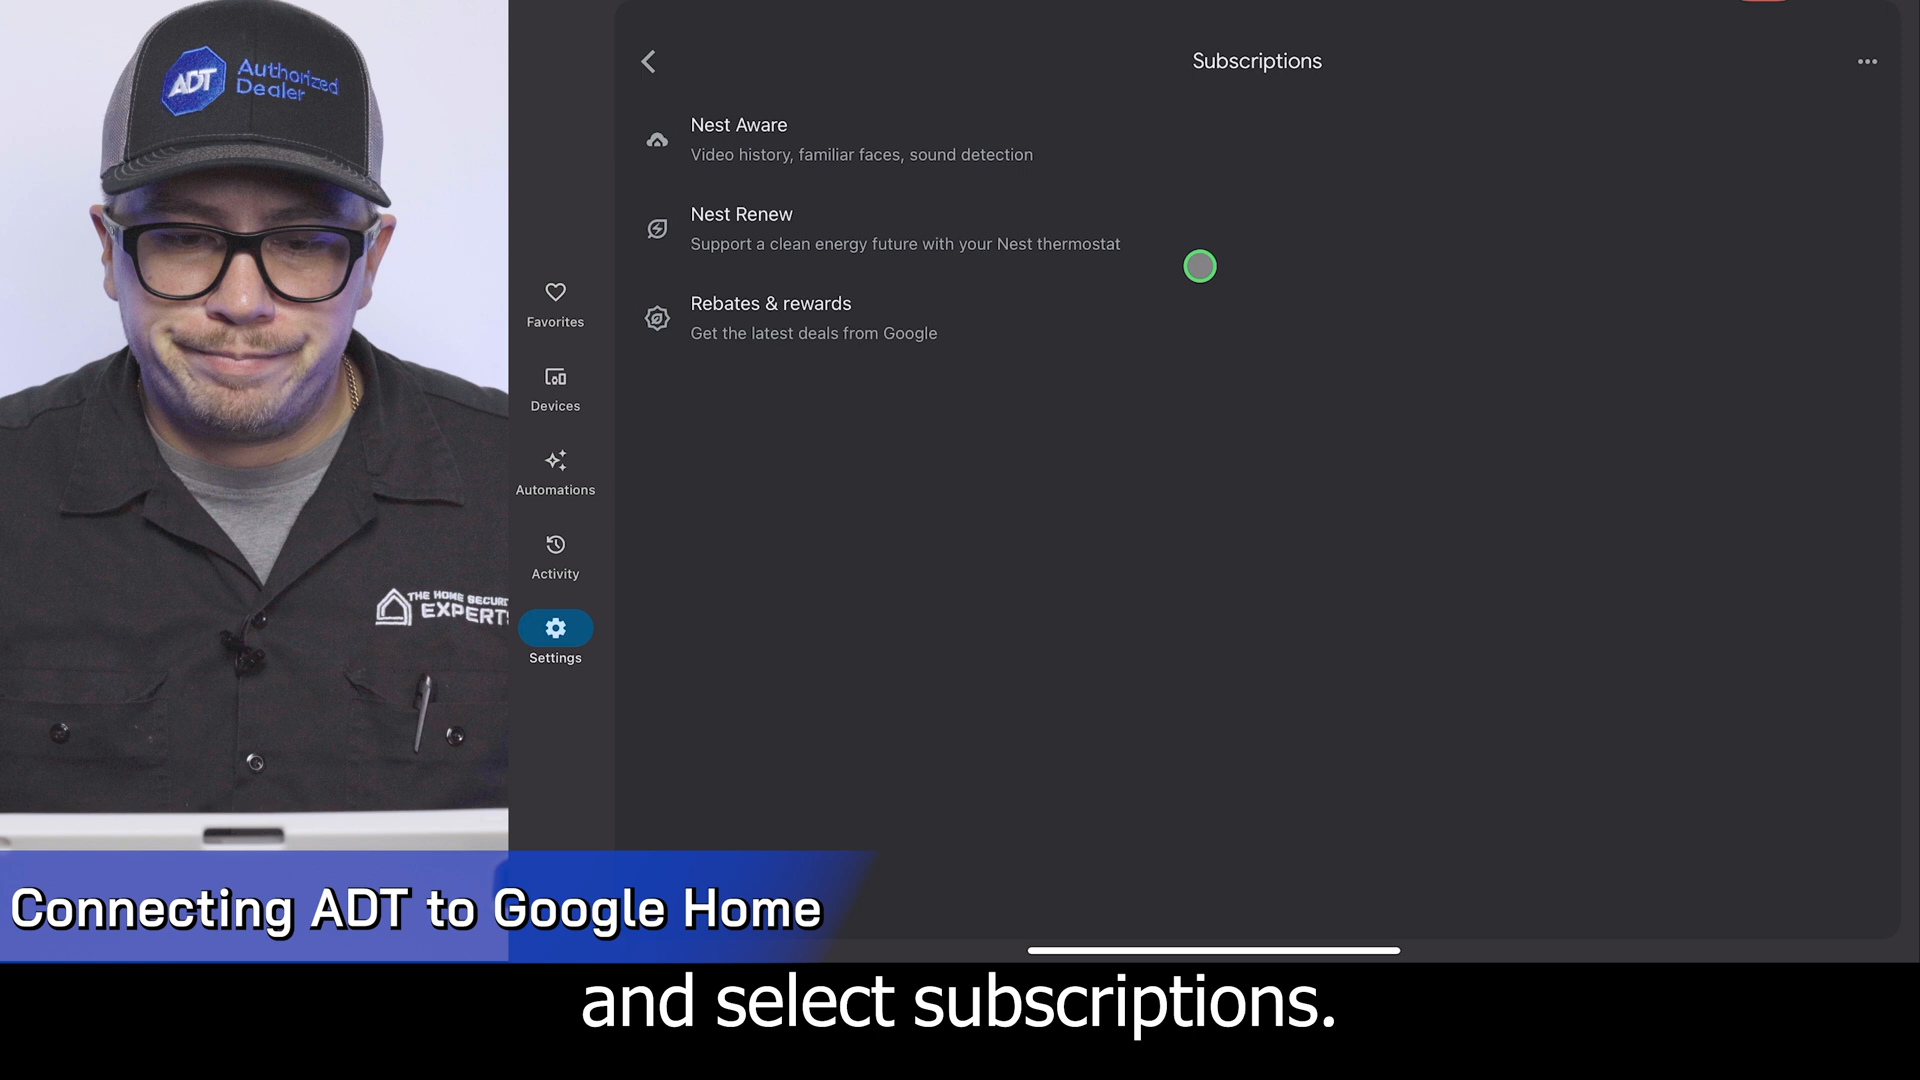 ADT
Authorized
Dealer
THE HOME SECURI
EXPERT
Subscriptions
Nest Aware
Video history, familiar faces, sound detection
Nest Renew
Support a clean energy future with your Nest thermostat
Rebates & rewards
Get the latest deals from Google
Favorites
Devices
Automations
Activity
Settings
Connecting ADT to Google Home
and select subscriptions.